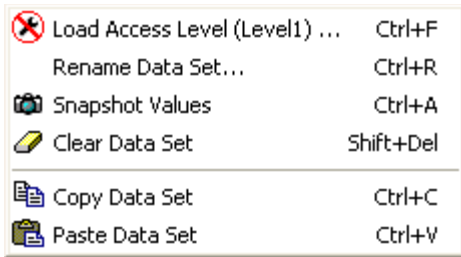 Load Access Level (Level1) ... Ctrl+F
Rename Data Set... Ctrl+R
Snapshot Values Ctrl+A
Clear Data Set Shift+Del
Copy Data Set Ctrl+C
Paste Data Set Ctrl+V